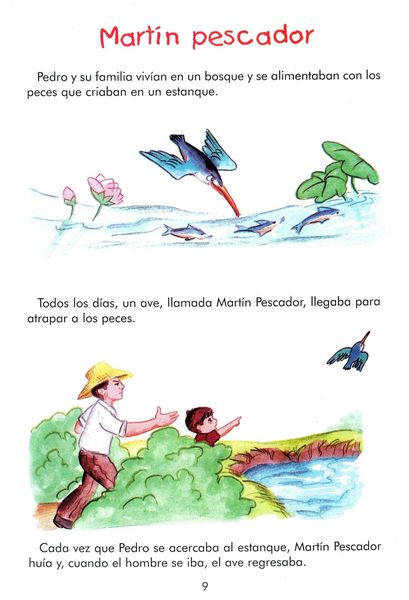 Martín pescador
Pedro y su familia vivían en un bosque y se alimentaban con los
peces que criaban en un estanque.
Todos los días, un ave, llamada Martín Pescador, llegaba para
atrapar a los peces.
Cada vez que Pedro se acercaba al estanque, Martín Pescador
huía y, cuando el hombre se iba, el ave regresaba.
9